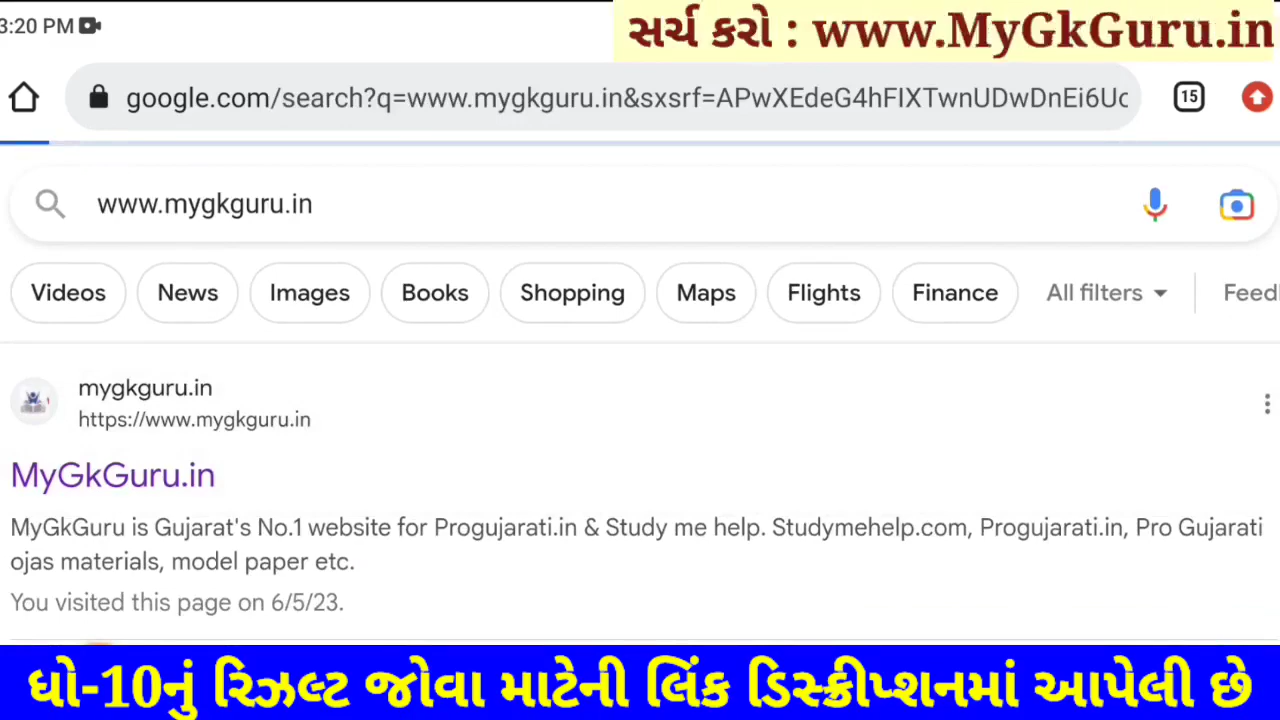 3:20 PM
સર્ચ કરો : www.MyGkGuru.in
google.com/search?q=www.mygkguru.in&sxsrf=APwXEdeG4hFIXTwnUDwDnEi6Uc
15
www.mygkguru.in
Videos News Images Books Shopping Maps Flights Finance All filters Feed
mygkguru.in
https://www.mygkguru.in
MyGkGuru.in
MyGkGuru is Gujarat's No.1 website for Progujarati.in & Study me help. Studymehelp.com, Progujarati.in, Pro Gujarati
ojas materials, model paper etc.
You visited this page on 6/5/23.
ધો-10નું રિઝલ્ટ જોવા માટેની લિંક ડિસ્ક્રીપ્શનમાં આપેલી છે